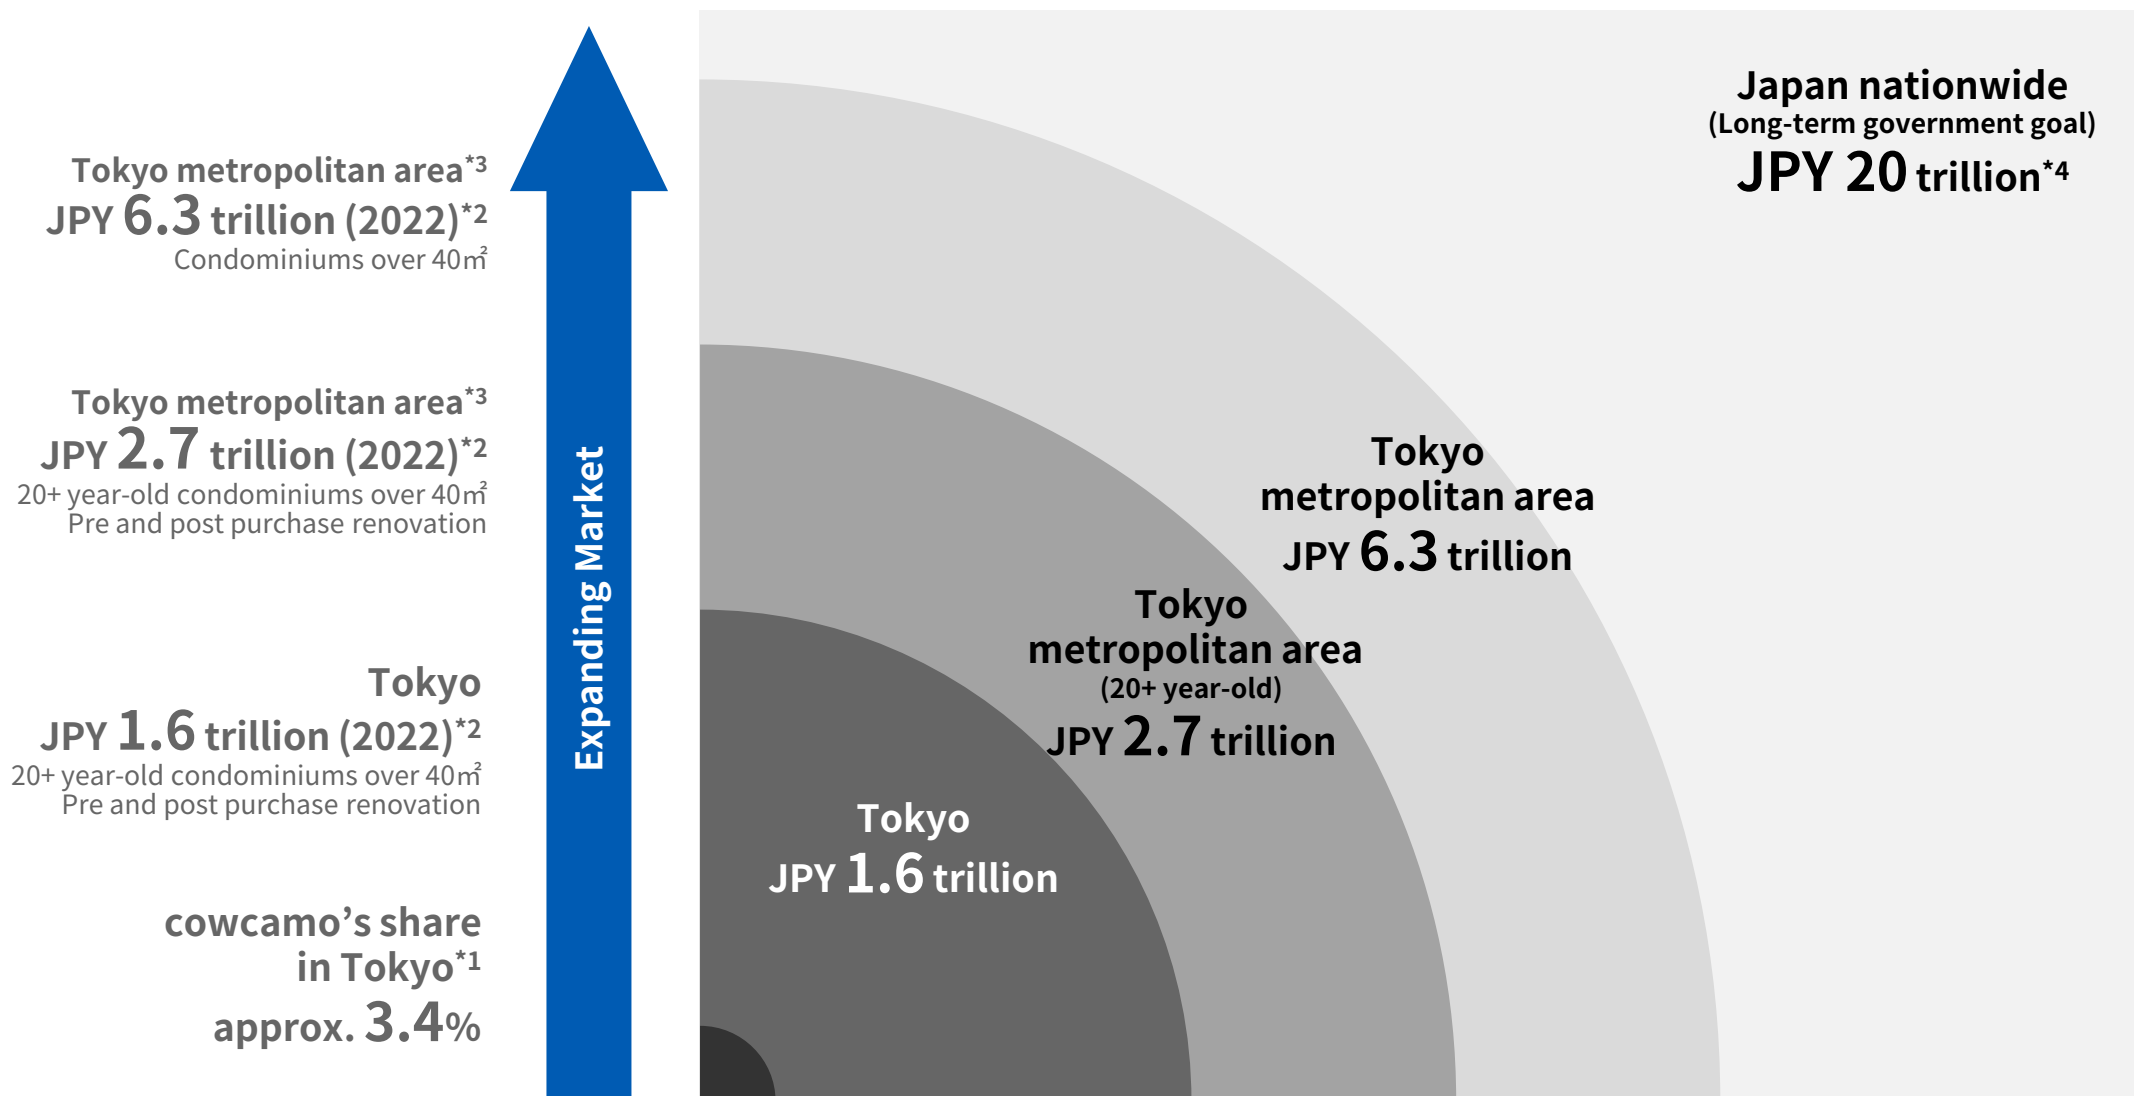 Tokyo metropolitan area*3
JPY 6.3 trillion (2022)*2
Condominiums over 40㎡
Tokyo metropolitan area*3
JPY 2.7 trillion (2022)*2
20+ year-old condominiums over 40㎡
Pre and post purchase renovation
Tokyo
JPY 1.6 trillion (2022)*2
20+ year-old condominiums over 40㎡
Pre and post purchase renovation
cowcamo’s share
in Tokyo*1
approx. 3.4%
Expanding Market
Japan nationwide
(Long-term government goal)
JPY 20 trillion*4
Tokyo
metropolitan area
JPY 6.3 trillion
Tokyo
metropolitan area
(20+ year-old)
JPY 2.7 trillion
Tokyo
JPY 1.6 trillion